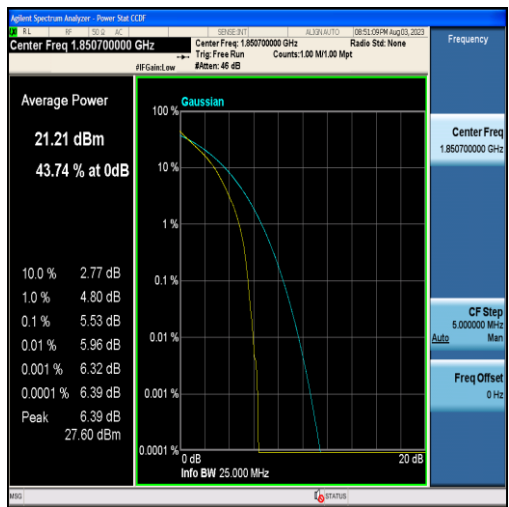 Agilent Spectrum Analyzer - Power Stat CCDF
RL RF 50 Ω AC SENSE:INT ALIGN AUTO 08:51:09 PM Aug 03, 2023
Center Freq 1.850700000 GHz
Center Freq: 1.850700000 GHz Radio Std: None
Trig: Free Run Counts:1.00 M/1.00 Mpt
#IFGain:Low #Atten: 46 dB
Frequency
Average Power
21.21 dBm
43.74 % at 0dB
10.0 % 2.77 dB
1.0 % 4.80 dB
0.1 % 5.53 dB
0.01 % 5.96 dB
0.001 % 6.32 dB
0.0001 % 6.39 dB
Peak 6.39 dB
27.60 dBm
Gaussian
100 %
10 %
1 %
0.1 %
0.01 %
0.001 %
0.0001 %
0 dB 20 dB
Info BW 25.000 MHz
Center Freq
1.850700000 GHz
CF Step
5.000000 MHz
Auto Man
Freq Offset
0 Hz
MSG STATUS